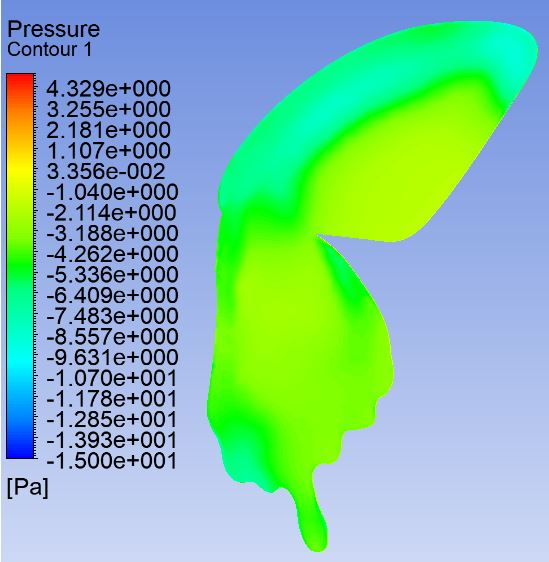 Pressure
Contour 1
4.329e+000
3.255e+000
2.181e+000
1.107e+000
3.356e-002
-1.040e+000
-2.114e+000
-3.188e+000
-4.262e+000
-5.336e+000
-6.409e+000
-7.483e+000
-8.557e+000
-9.631e+000
-1.070e+001
-1.178e+001
-1.285e+001
-1.393e+001
-1.500e+001
[Pa]